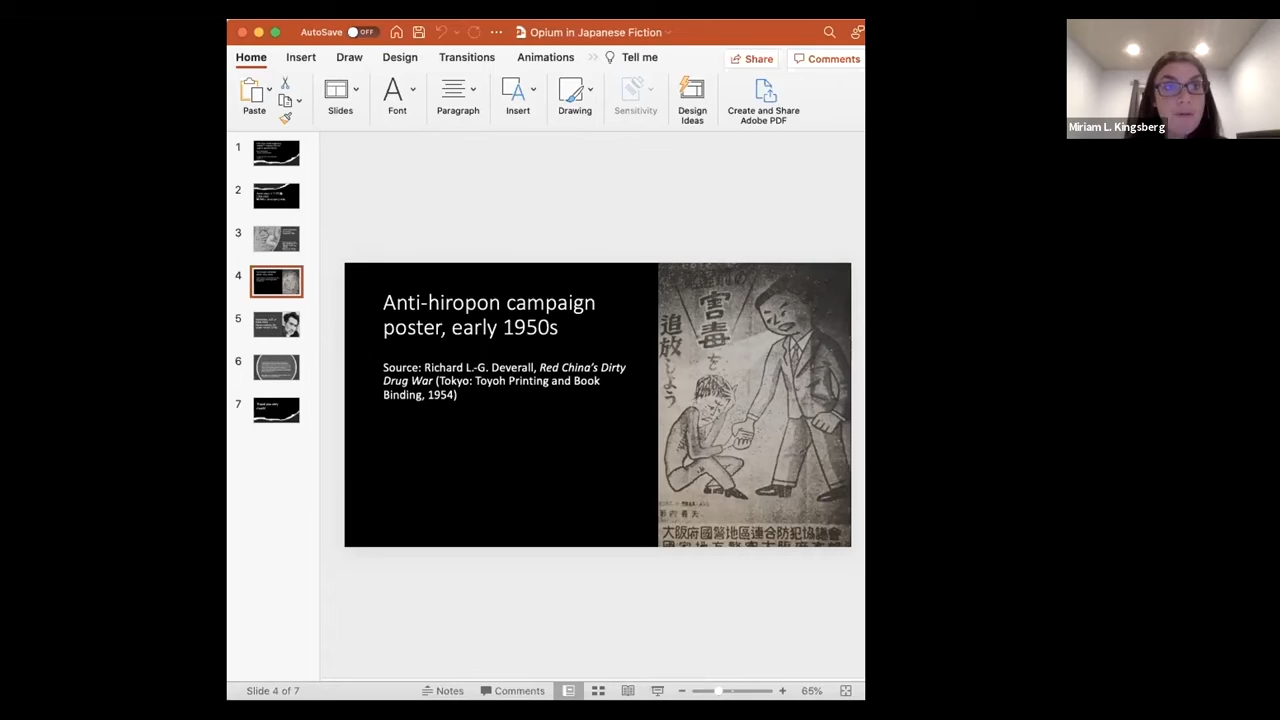 AutoSave OFF
Opium in Japanese Fiction
Home Insert Draw Design Transitions Animations Tell me
Share Comments
Paste
Slides
Font
Paragraph
Insert
Drawing
Sensitivity
Design
Ideas
Create and Share
Adobe PDF
1
2
3
4
5
6
7
Anti-hiropon campaign
poster, early 1950s
Source: Richard L.-G. Deverall, Red China's Dirty
Drug War (Tokyo: Toyoh Printing and Book
Binding, 1954)
害毒を
追放しよう
大阪府國警地區連合防犯協議會
Slide 4 of 7
Notes
Comments
65%
Miriam L. Kingsberg